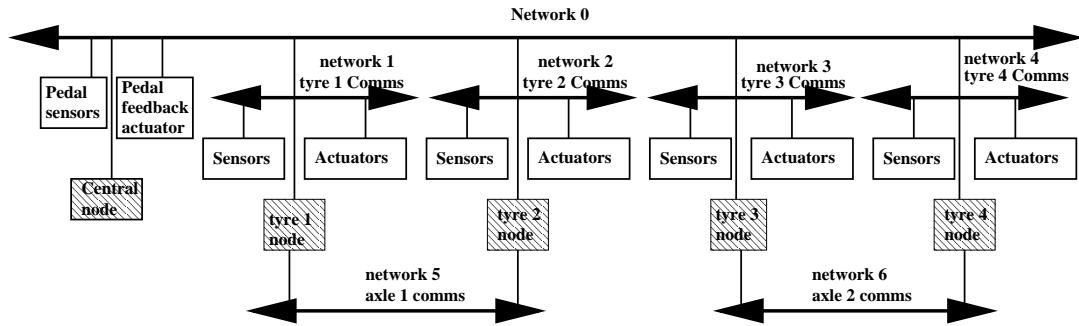 Network 0
network 1
tyre 1 Comms
network 2
tyre 2 Comms
network 3
tyre 3 Comms
network 4
tyre 4 Comms
Pedal
sensors
Pedal
feedback
actuator
Sensors
Actuators
Sensors
Actuators
Sensors
Actuators
Sensors
Actuators
Central
node
tyre 1
node
tyre 2
node
tyre 3
node
tyre 4
node
network 5
axle 1 comms
network 6
axle 2 comms